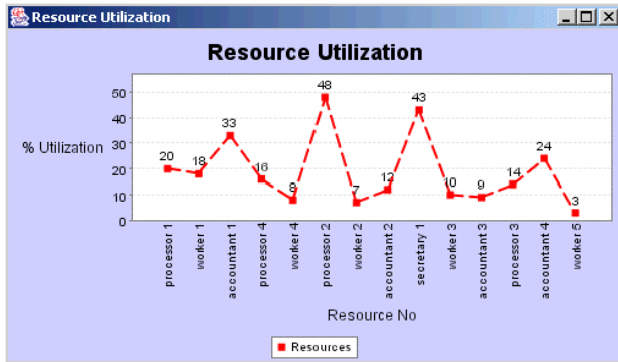 Resource Utilization
Resource Utilization
% Utilization
50
40
30
20
10
0
20
18
33
16
8
48
7
12
43
10
9
14
24
3
processor 1
worker 1
accountant 1
processor 4
worker 4
processor 2
worker 2
accountant 2
secretary 1
worker 3
accountant 3
processor 3
accountant 4
worker 5
Resource No
Resources